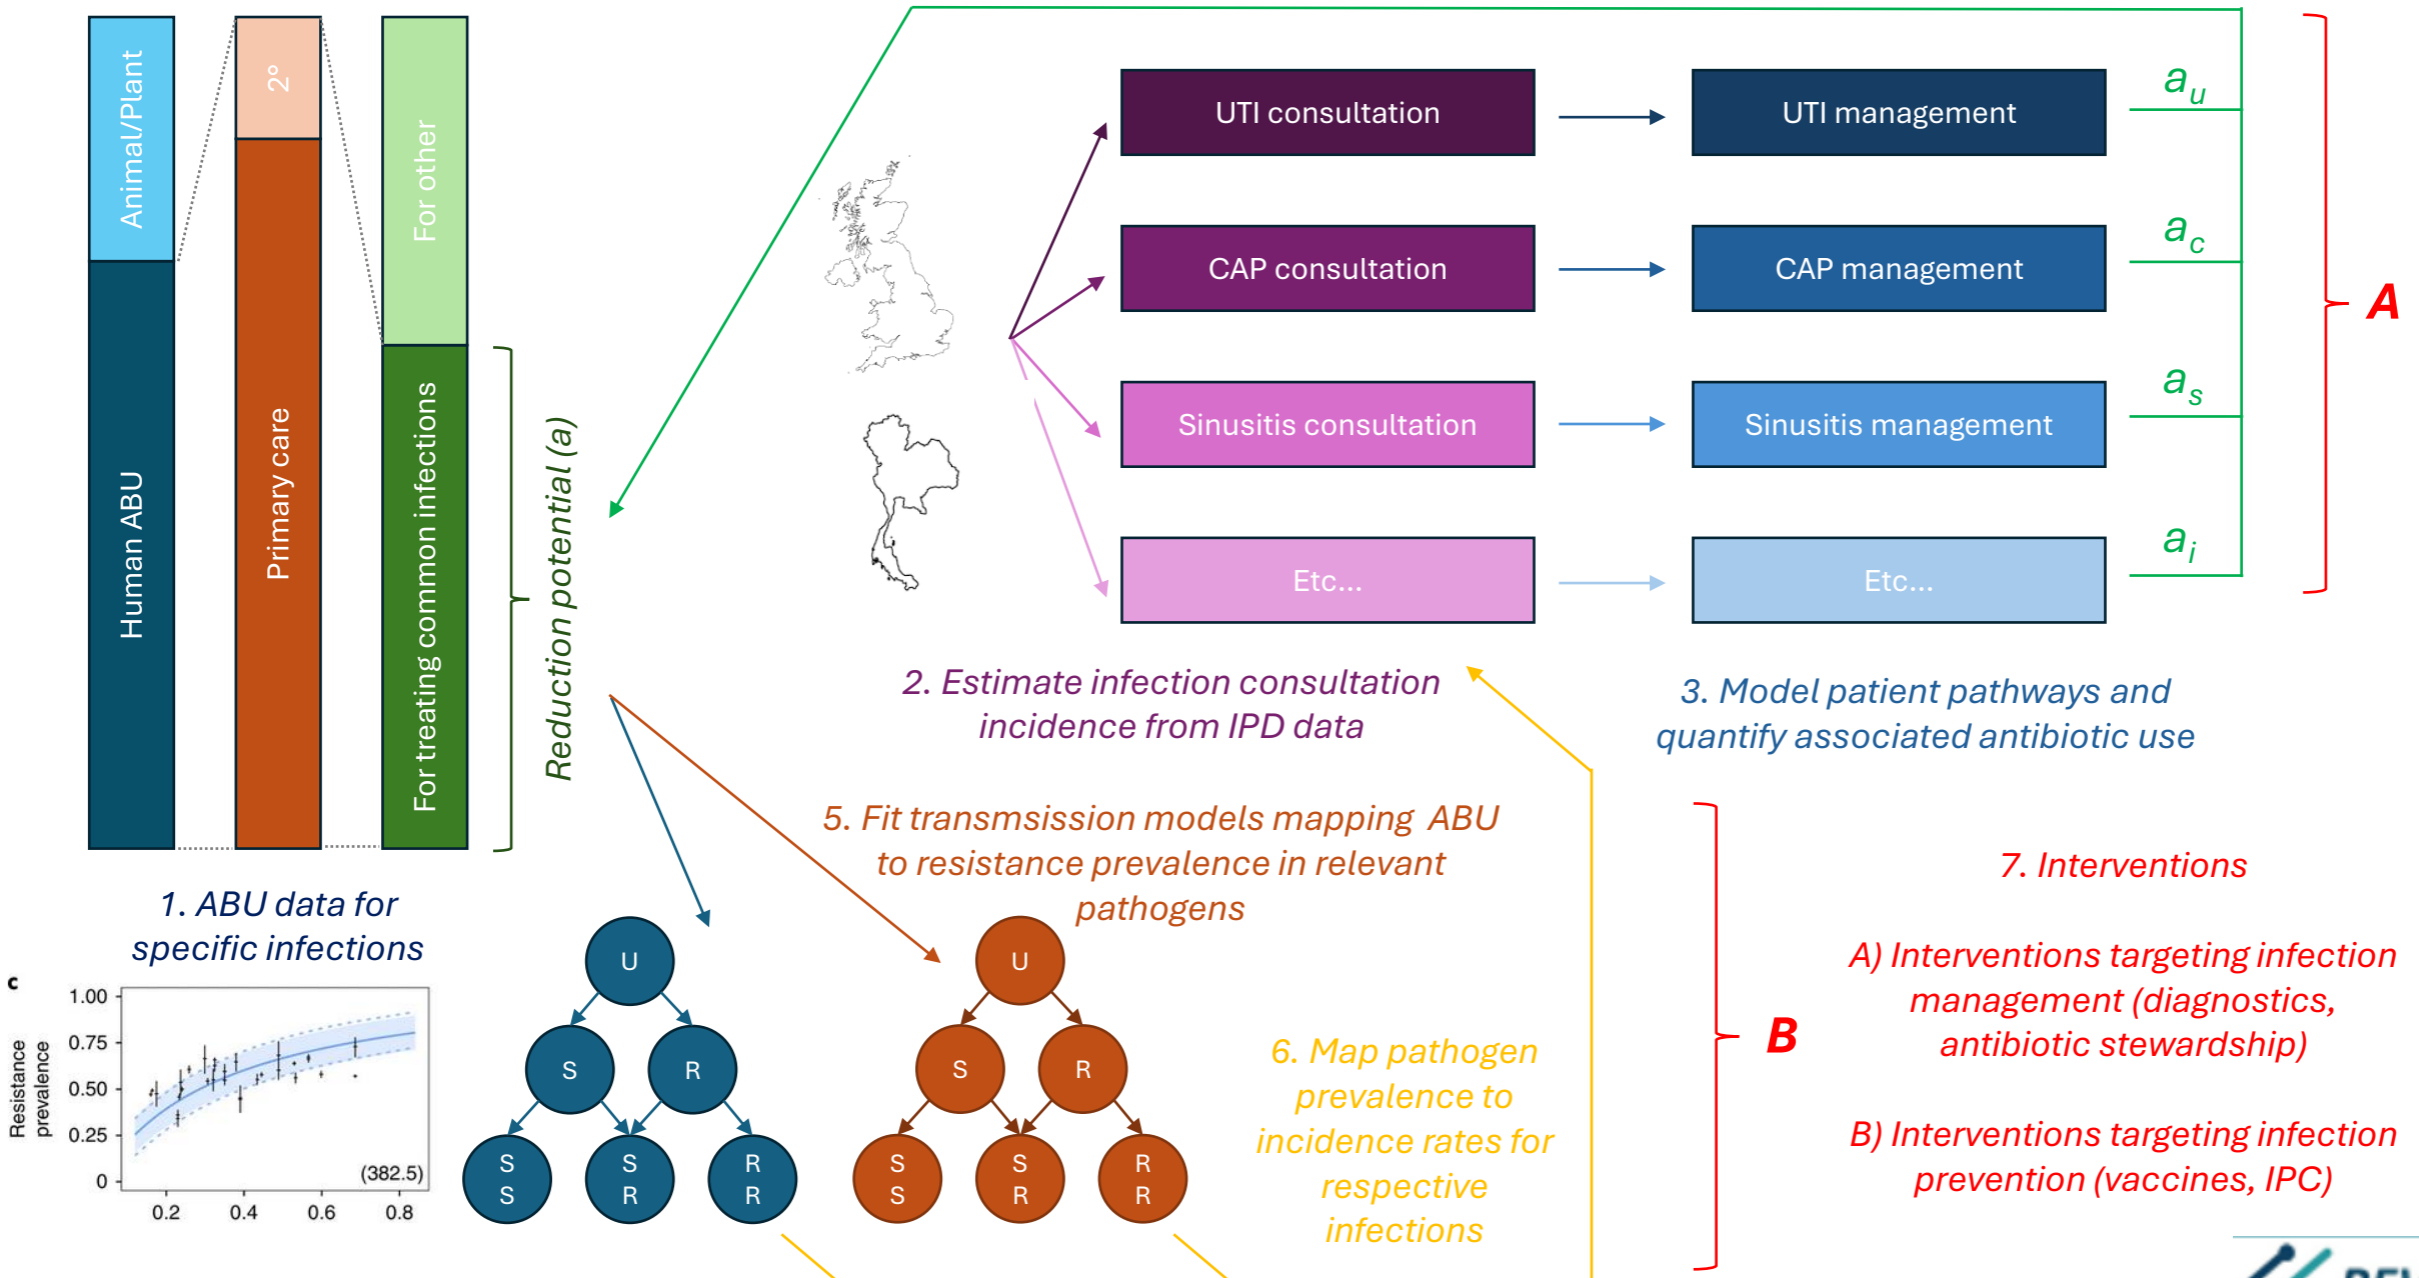 Animal/Plant
Human ABU
2°
Primary care
For other
For treating common infections
Reduction potential (a)
UTI consultation
UTI management
a_u
CAP consultation
CAP management
a_c
Sinusitis consultation
Sinusitis management
a_s
Etc...
Etc...
a_i
A
2. Estimate infection consultation
incidence from IPD data
3. Model patient pathways and
quantify associated antibiotic use
5. Fit transmsission models mapping ABU
to resistance prevalence in relevant
pathogens
1. ABU data for
specific infections
c
Resistance
prevalence
1.00
0.75
0.50
0.25
0
(382.5)
0.2 0.4 0.6 0.8
U
S R
S S R
S R R
U
S R
S S R
S R R
6. Map pathogen
prevalence to
incidence rates for
respective
infections
B
7. Interventions
A) Interventions targeting infection
management (diagnostics,
antibiotic stewardship)
B) Interventions targeting infection
prevention (vaccines, IPC)